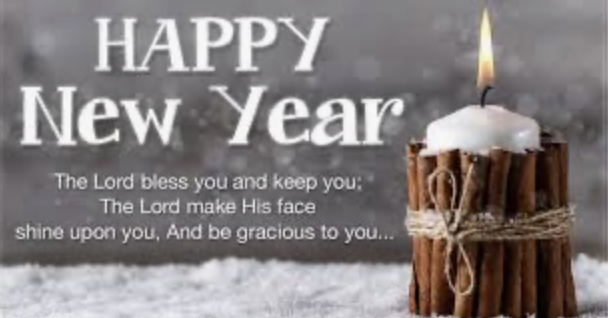 HAPPY
New Year
The Lord bless you and keep you;
The Lord make His face
shine upon you, And be gracious to you...